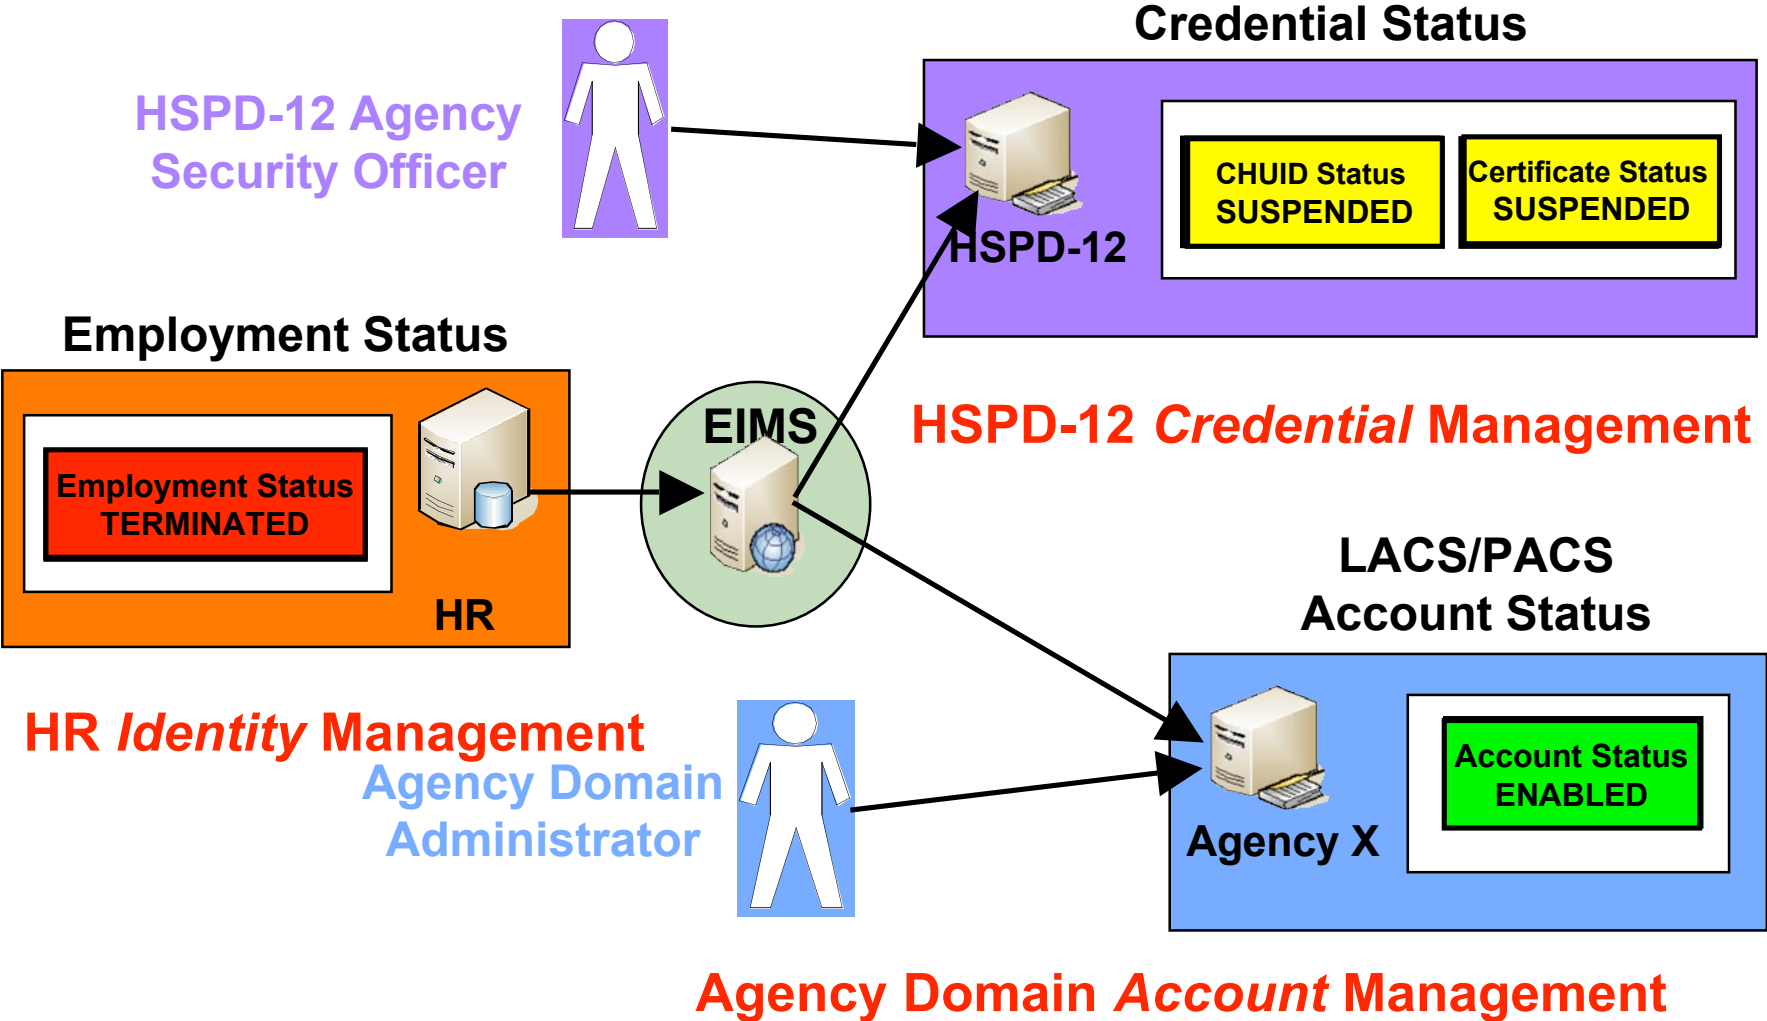 Credential Status
HSPD-12 Agency
Security Officer
CHUID Status
SUSPENDED
Certificate Status
SUSPENDED
HSPD-12
Employment Status
EIMS
HSPD-12 Credential Management
Employment Status
TERMINATED
HR
LACS/PACS
Account Status
HR Identity Management
Agency Domain
Administrator
Account Status
ENABLED
Agency X
Agency Domain Account Management